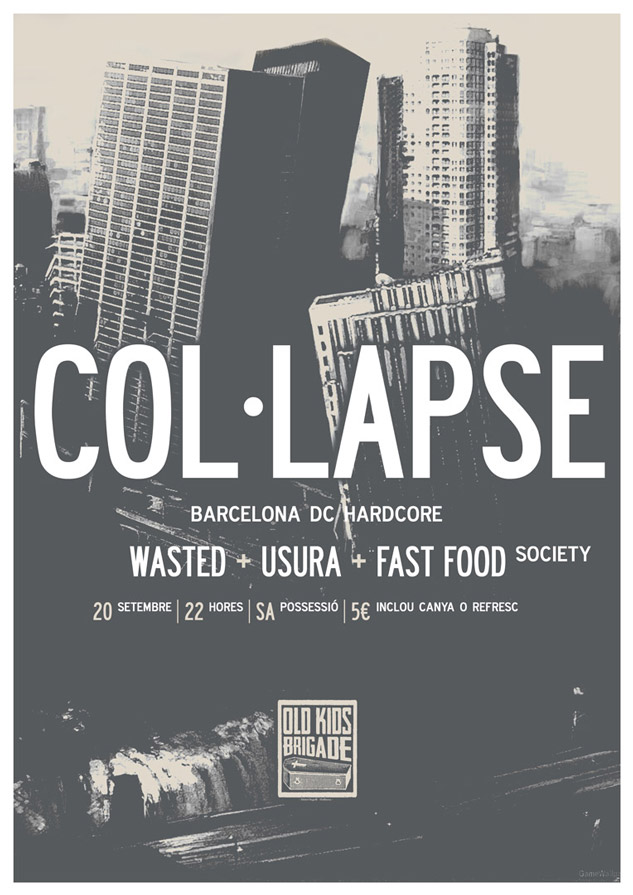 COL·LAPSE
BARCELONA DC HARDCORE
WASTED + USURA + FAST FOOD SOCIETY
20 SETEMBRE | 22 HORES | SA POSSESSIÓ | 5€ INCLOU CANYA O REFRESC
OLD KIDS
BRIGADE